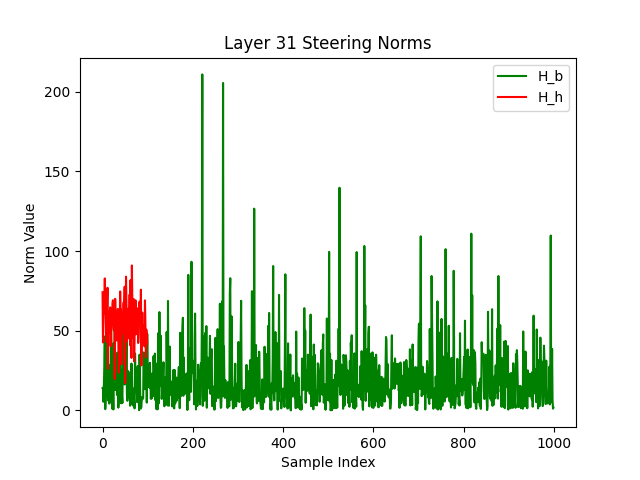 Layer 31 Steering Norms
H_b
H_h
Norm Value
200
150
100
50
0
0 200 400 600 800 1000
Sample Index